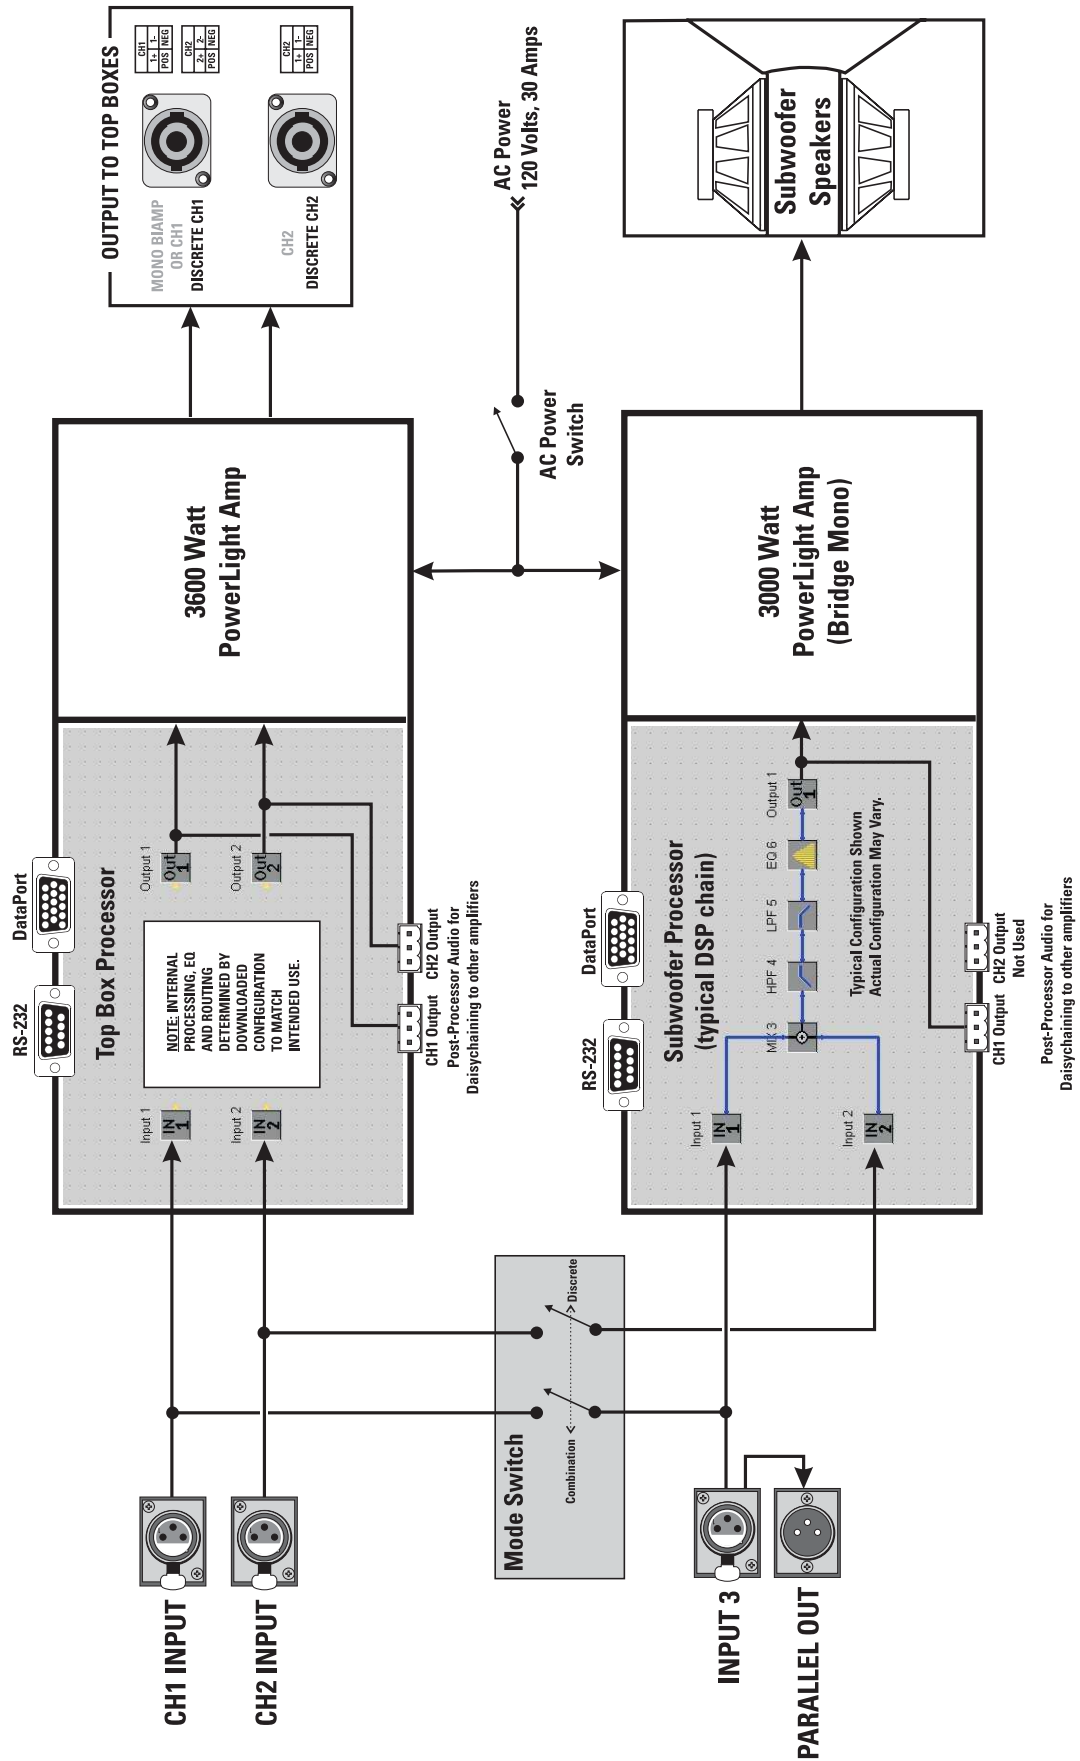 CH1 INPUT
CH2 INPUT
INPUT 3
PARALLEL OUT
Mode Switch
Combination
Discrete
RS-232
DataPort
Top Box Processor
Input 1
IN
1
Input 2
IN
2
NOTE: INTERNAL
PROCESSING, EQ
AND ROUTING
DETERMINED BY
DOWNLOADED
CONFIGURATION
TO MATCH
INTENDED USE.
Output 1
Out
1
Output 2
Out
2
CH1 Output
CH2 Output
Post-Processor Audio for
Daisychaining to other amplifiers
3600 Watt
PowerLight Amp
OUTPUT TO TOP BOXES
MONO BIAMP
OR CH1
DISCRETE CH1
CH1
1+ 1-
POS NEG
CH2
2+ 2-
POS NEG
CH2
DISCRETE CH2
CH2
1+ 1-
POS NEG
AC Power
Switch
AC Power
120 Volts, 30 Amps
RS-232
DataPort
Subwoofer Processor
(typical DSP chain)
Input 1
IN
1
Input 2
IN
2
MIX 3
HPF 4
LPF 5
EQ 6
Output 1
Out
1
Typical Configuration Shown
Actual Configuration May Vary.
CH1 Output
CH2 Output
Not Used
Post-Processor Audio for
Daisychaining to other amplifiers
3000 Watt
PowerLight Amp
(Bridge Mono)
Subwoofer
Speakers